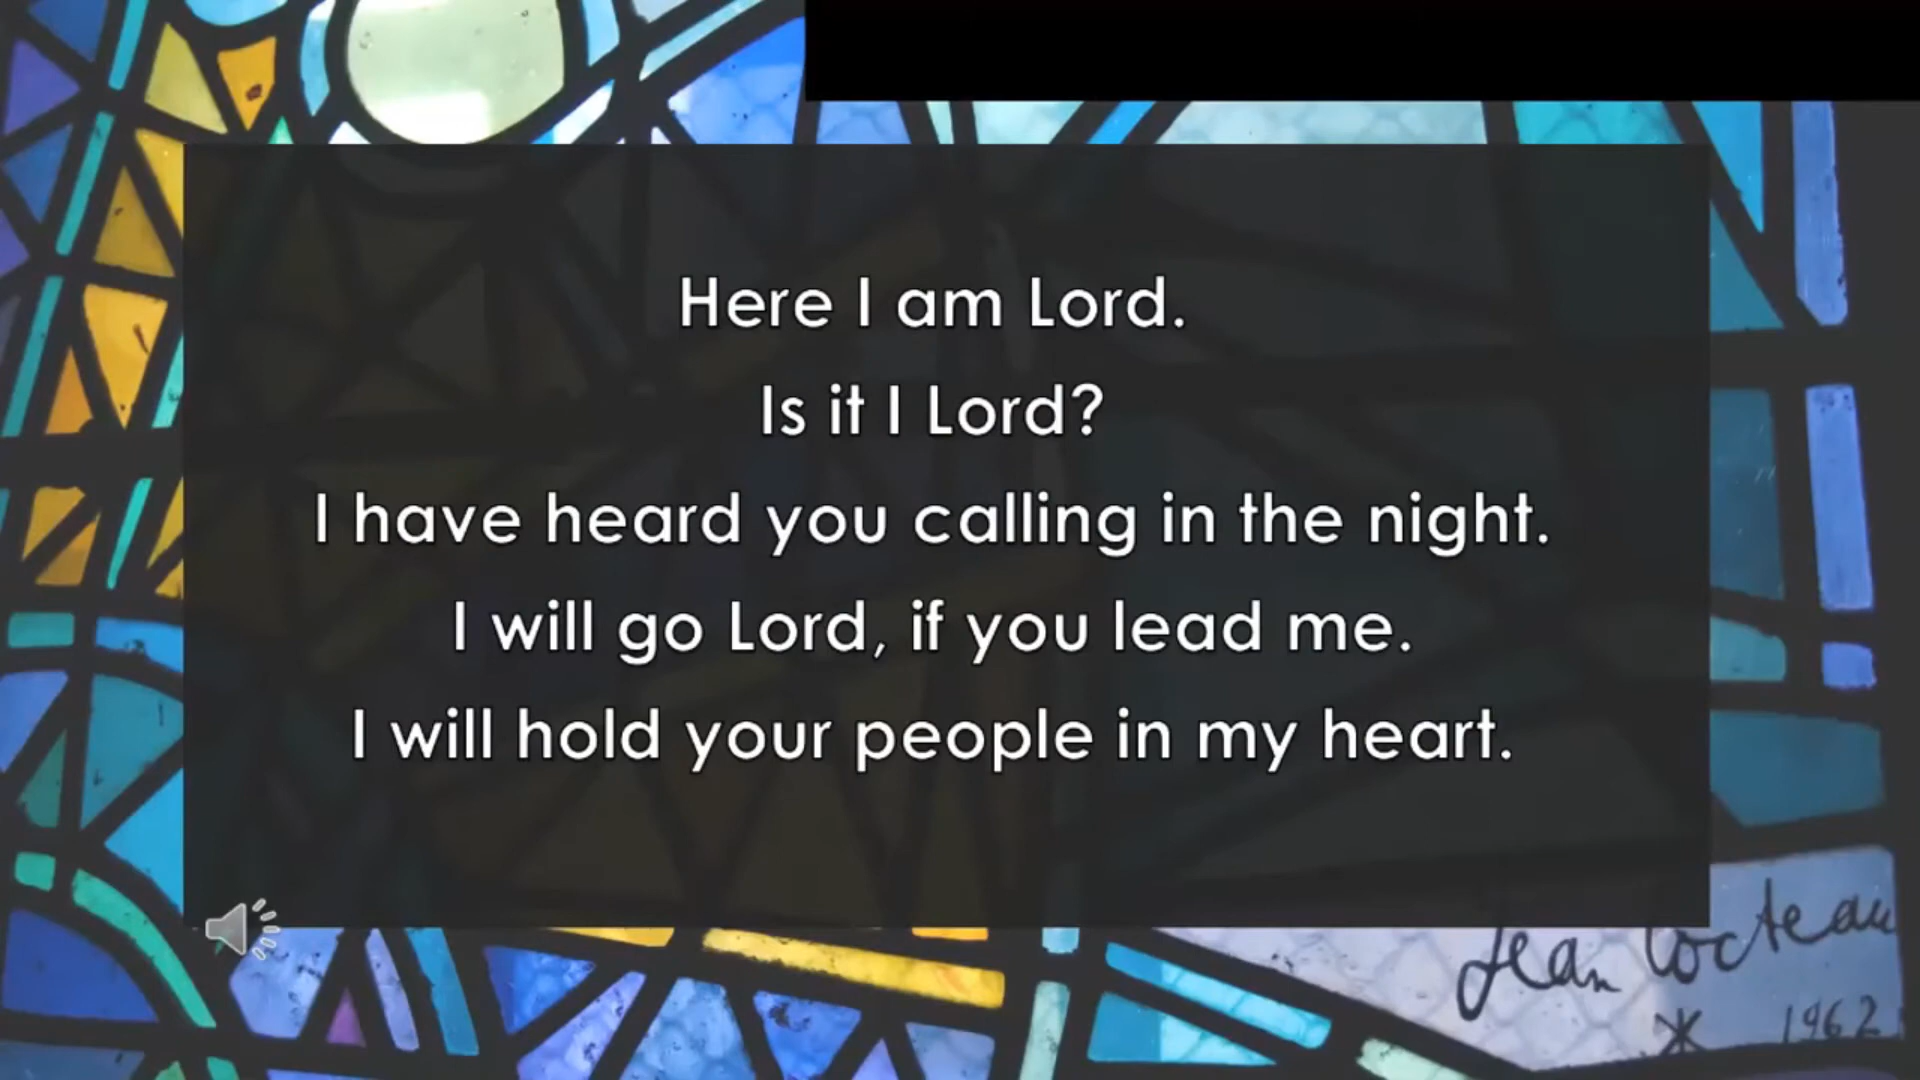 Here I am Lord.
Is it I Lord?
I have heard you calling in the night.
I will go Lord, if you lead me.
I will hold your people in my heart.
Jean Cocteau
1962